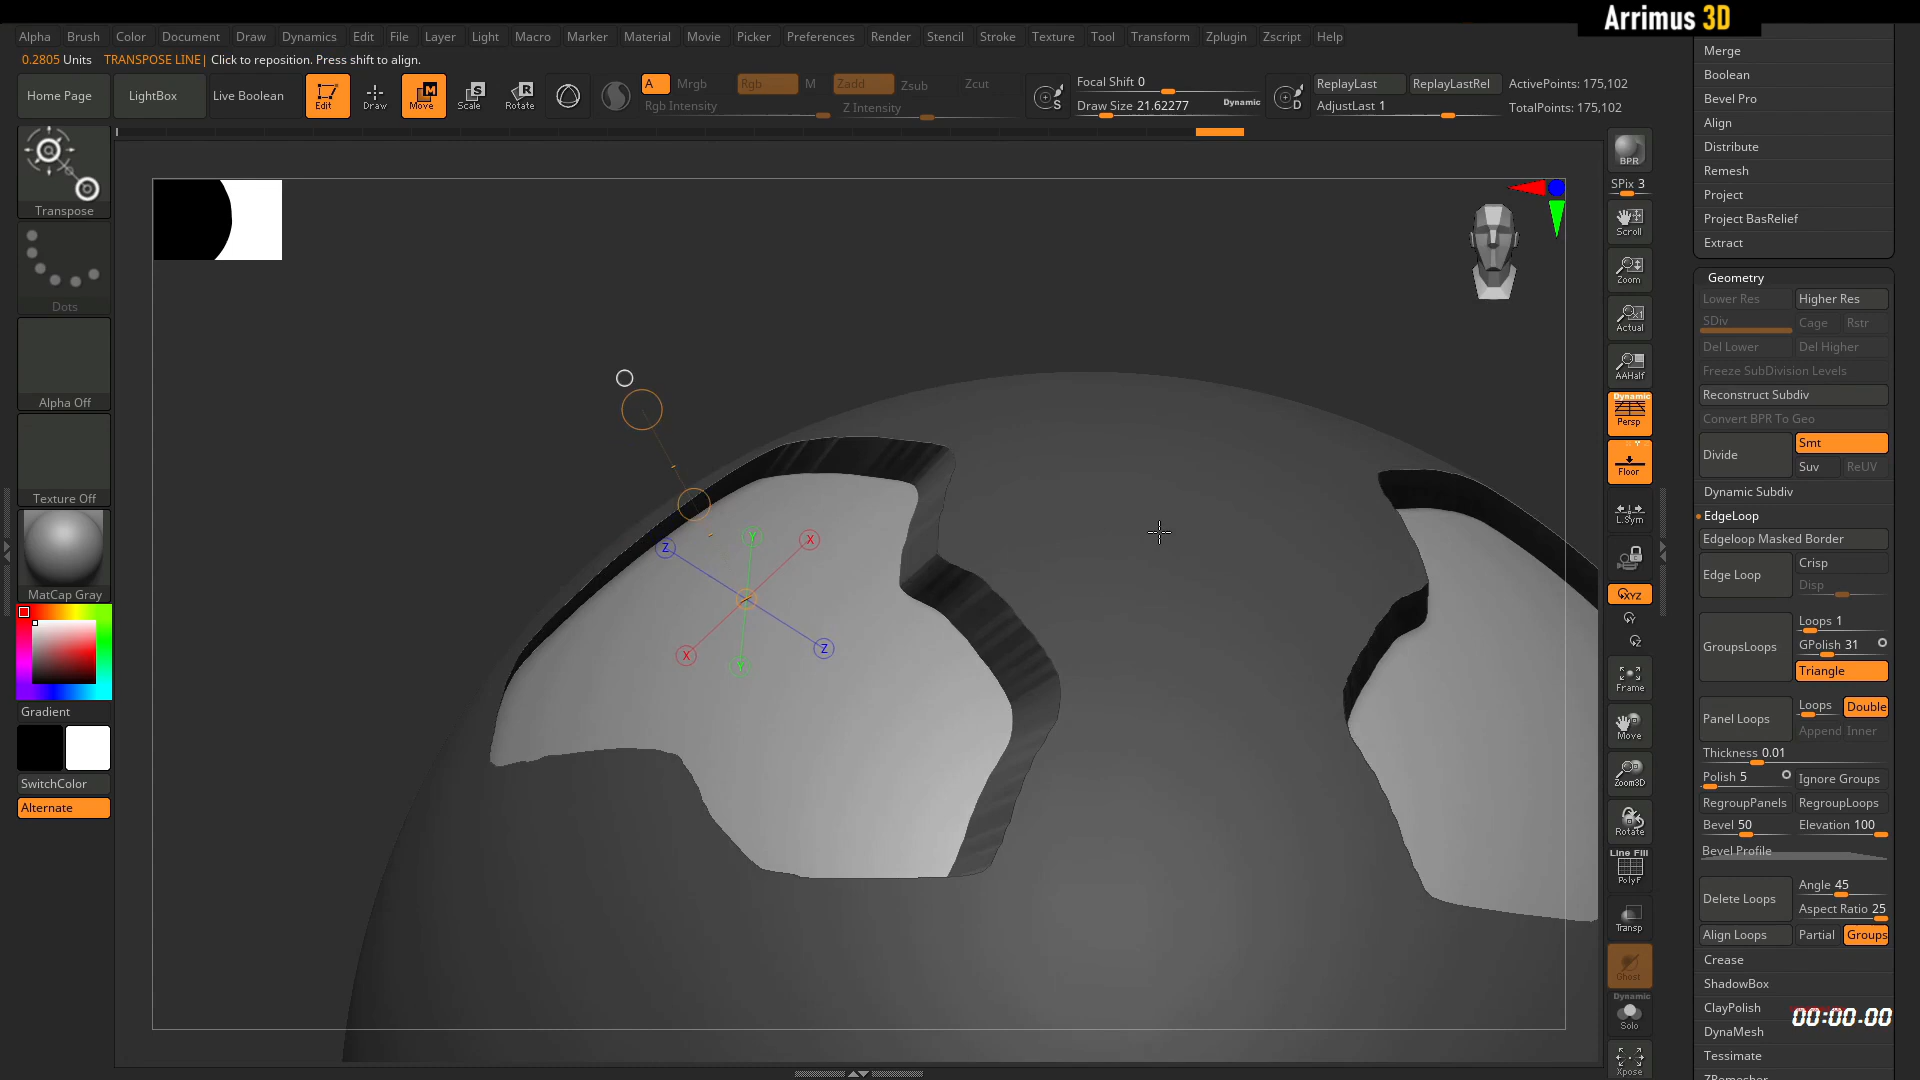 Arrimus 3D
Alpha Brush Color Document Draw Dynamics Edit File Layer Light Macro Marker Material Movie Picker Preferences Render Stencil Stroke Texture Tool Transform Zplugin Zscript Help
0.2805 Units TRANSPOSE LINE| Click to reposition. Press shift to align.
Home Page
LightBox
Live Boolean
Edit
Draw
Move
Scale
Rotate
A
Mrgb
Rgb
M
Zadd
Zsub
Zcut
Rgb Intensity
Z Intensity
S
Focal Shift 0
Draw Size 21.62277
Dynamic
D
ReplayLast
ReplayLastRel
AdjustLast 1
ActivePoints: 175,102
TotalPoints: 175,102
Transpose
Dots
Alpha Off
Texture Off
MatCap Gray
Gradient
SwitchColor
Alternate
Z
Y
X
X
Y
Z
BPR
SPix 3
Scroll
Zoom
Actual
AAHalf
Dynamic
Persp
Floor
L.Sym
XYZ
Y
Z
Frame
Move
Zoom3D
Rotate
Line Fill
PolyF
Transp
Ghost
Dynamic
Solo
Xpose
Merge
Boolean
Bevel Pro
Align
Distribute
Remesh
Project
Project BasRelief
Extract
Geometry
Lower Res Higher Res
SDiv Cage Rstr
Del Lower Del Higher
Freeze SubDivision Levels
Reconstruct Subdiv
Convert BPR To Geo
Divide
Smt
Suv ReUV
Dynamic Subdiv
EdgeLoop
Edgeloop Masked Border
Edge Loop
Crisp
Disp
GroupsLoops
Loops 1
GPolish 31
Triangle
Panel Loops
Loops Double
Append Inner
Thickness 0.01
Polish 5 Ignore Groups
RegroupPanels RegroupLoops
Bevel 50 Elevation 100
Bevel Profile
Delete Loops
Angle 45
Aspect Ratio 25
Align Loops Partial Groups
Crease
ShadowBox
ClayPolish
00:00.00
DynaMesh
Tessimate
ZRemesher